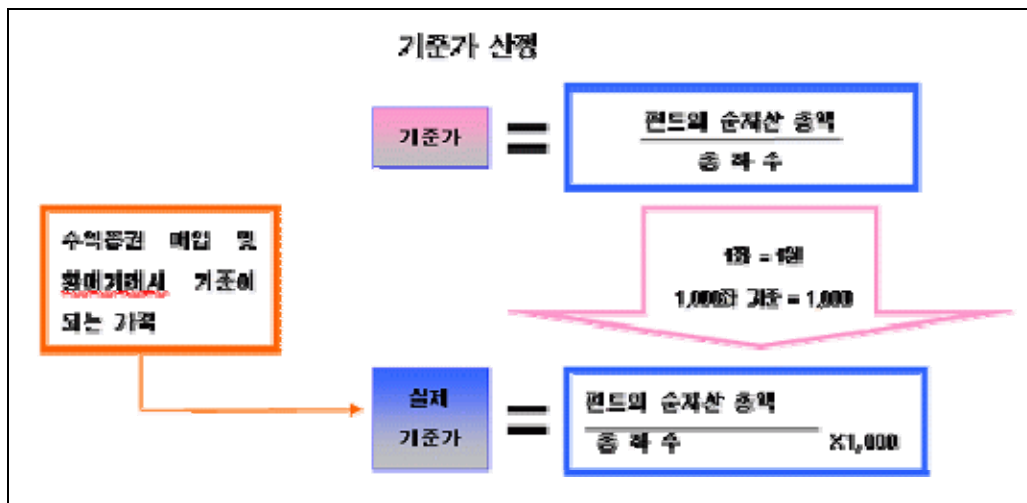 기준가 산정
기준가 =
펀드의 순자산 총액
총 좌 수
수익증권 매입 및
환매거래시 기준이
되는 가격
1좌 = 1원
1,000좌 기준 = 1,000
실제
기준가 =
펀드의 순자산 총액
총 좌 수 X1,000